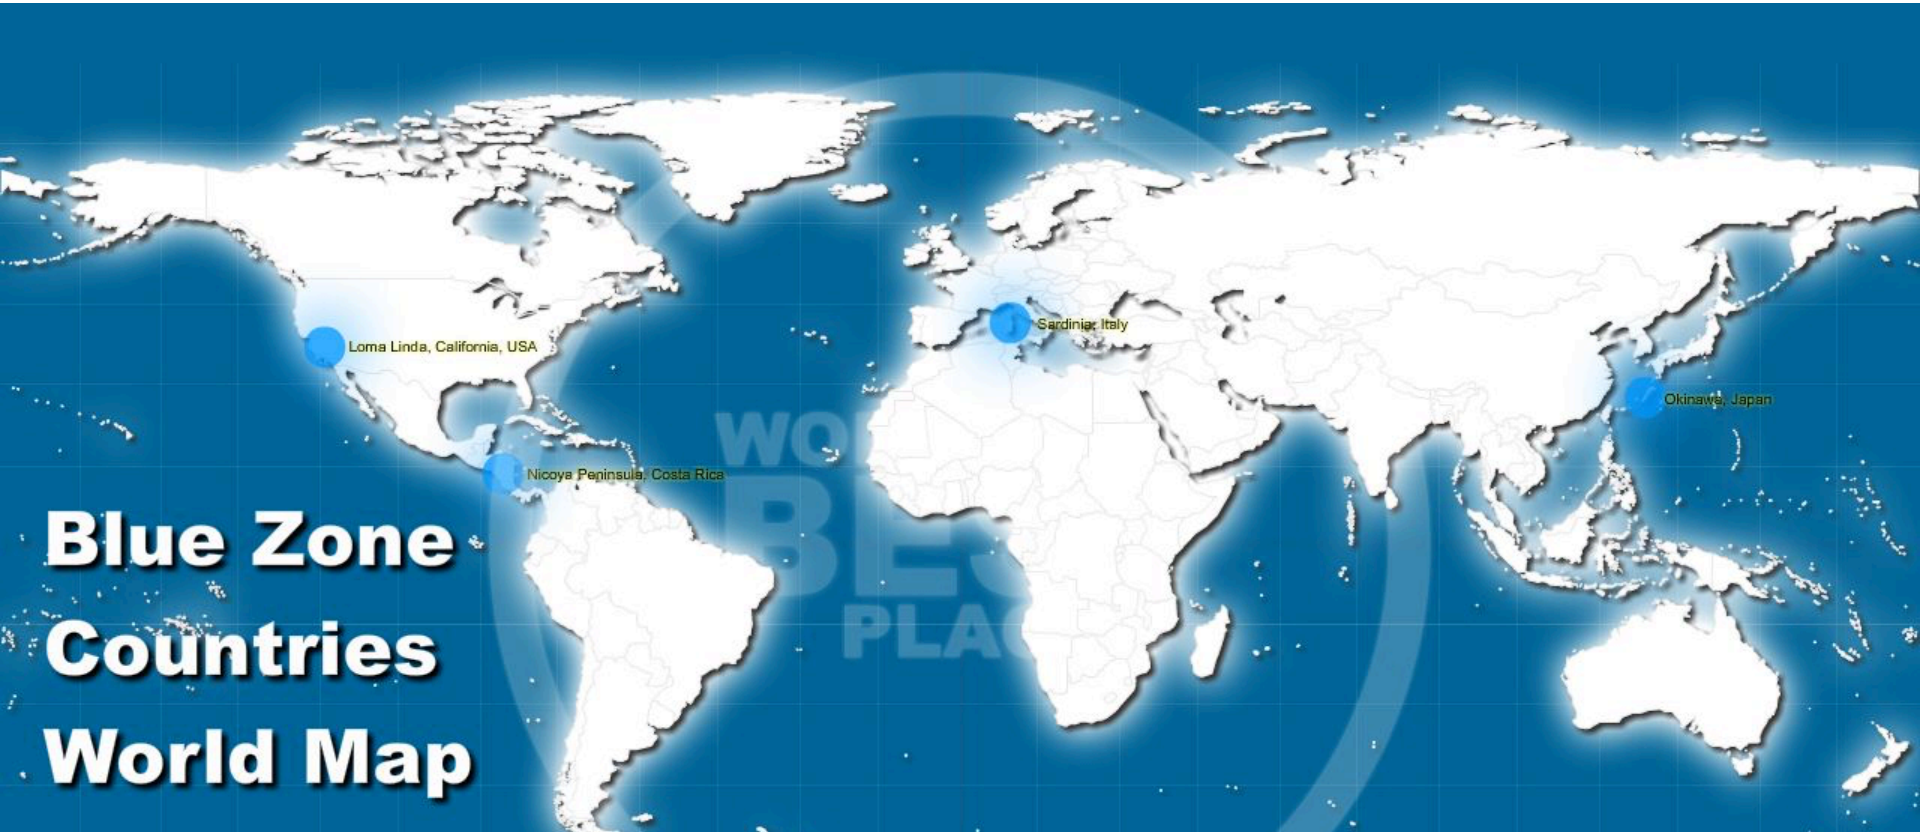 Loma Linda, California, USA
Sardinia, Italy
Okinawa, Japan
Nicoya Peninsula, Costa Rica
Blue Zone
Countries
World Map